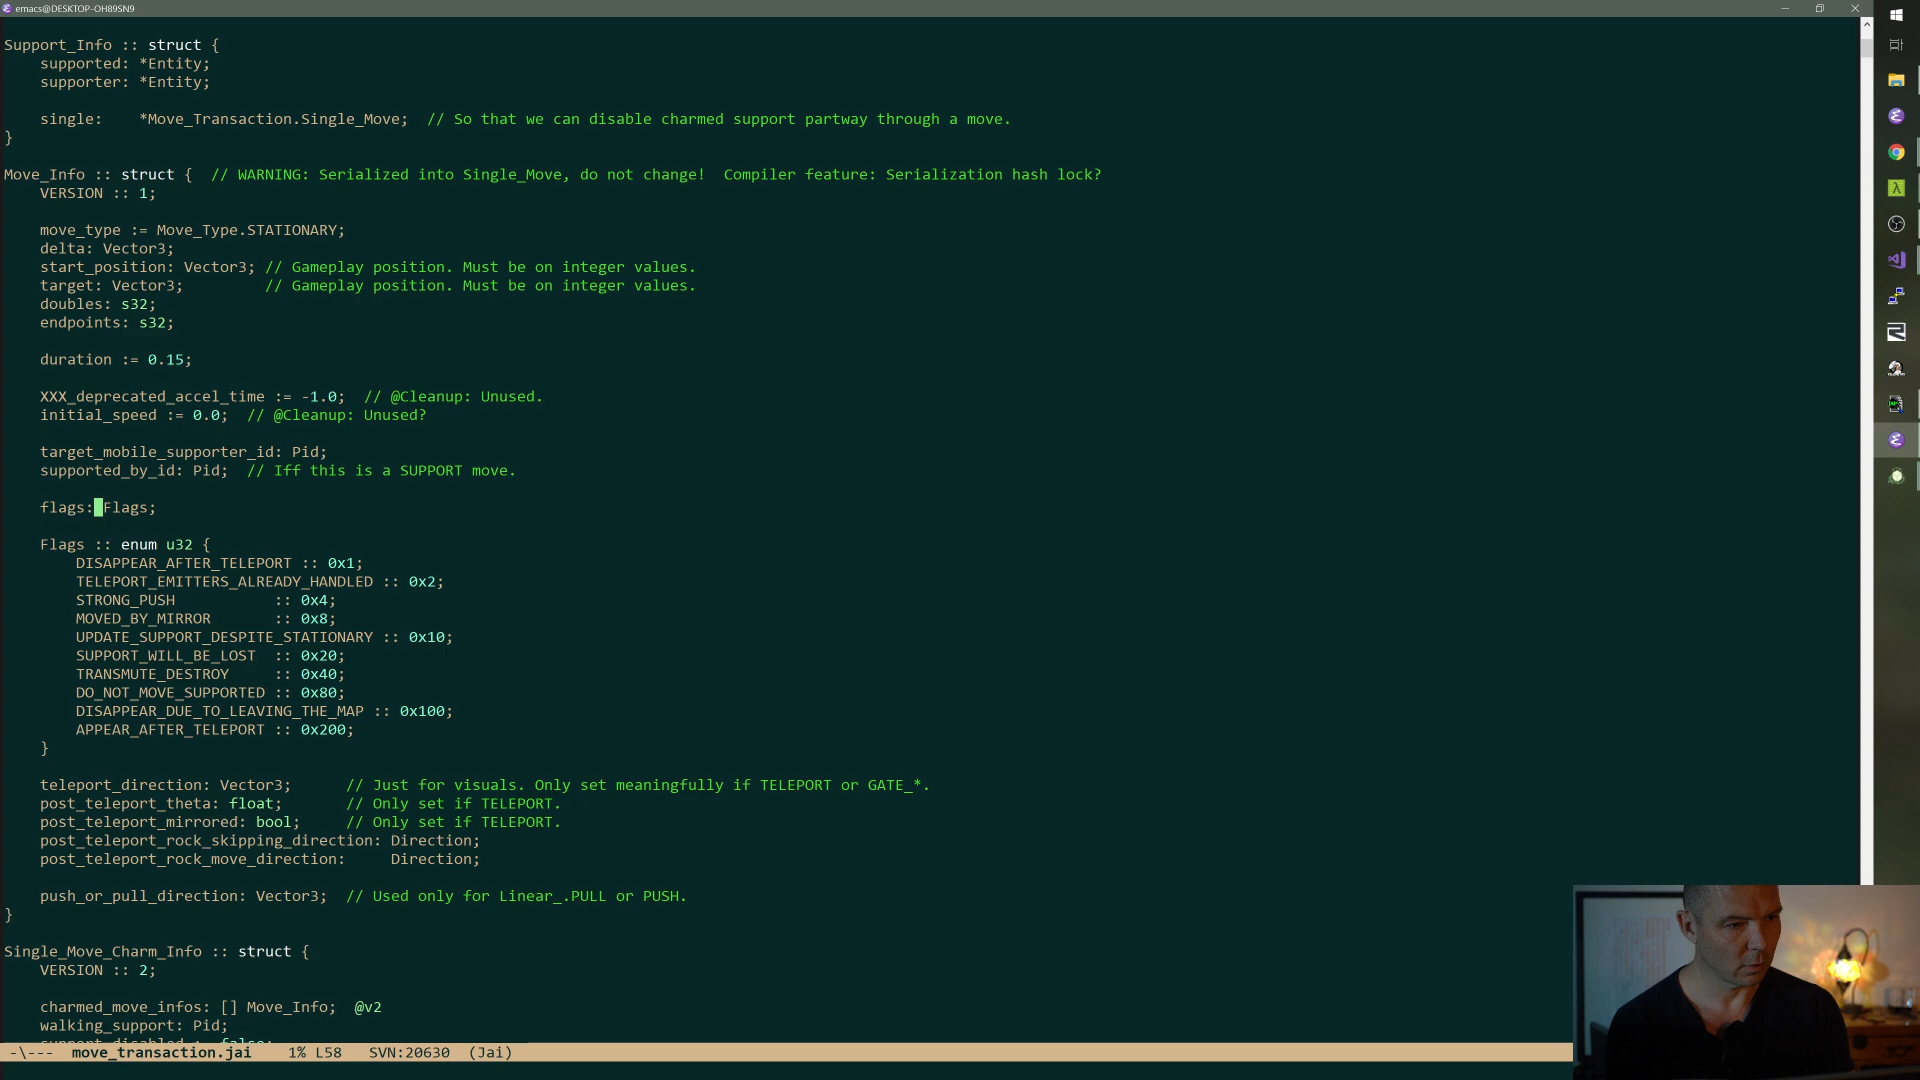 emacs@DESKTOP-OH89SN9
Support_Info :: struct {
    supported: *Entity;
    supporter: *Entity;
    single:    *Move_Transaction.Single_Move;  // So that we can disable charmed support partway through a move.
}
Move_Info :: struct {  // WARNING: Serialized into Single_Move, do not change!  Compiler feature: Serialization hash lock?
    VERSION :: 1;
    move_type := Move_Type.STATIONARY;
    delta: Vector3;
    start_position: Vector3; // Gameplay position. Must be on integer values.
    target: Vector3;         // Gameplay position. Must be on integer values.
    doubles: s32;
    endpoints: s32;
    duration := 0.15;
    XXX_deprecated_accel_time := -1.0;  // @Cleanup: Unused.
    initial_speed := 0.0;  // @Cleanup: Unused?
    target_mobile_supporter_id: Pid;
    supported_by_id: Pid;  // Iff this is a SUPPORT move.
    flags: Flags;
    Flags :: enum u32 {
        DISAPPEAR_AFTER_TELEPORT :: 0x1;
        TELEPORT_EMITTERS_ALREADY_HANDLED :: 0x2;
        STRONG_PUSH           :: 0x4;
        MOVED_BY_MIRROR       :: 0x8;
        UPDATE_SUPPORT_DESPITE_STATIONARY :: 0x10;
        SUPPORT_WILL_BE_LOST  :: 0x20;
        TRANSMUTE_DESTROY     :: 0x40;
        DO_NOT_MOVE_SUPPORTED :: 0x80;
        DISAPPEAR_DUE_TO_LEAVING_THE_MAP :: 0x100;
        APPEAR_AFTER_TELEPORT :: 0x200;
    }
    teleport_direction: Vector3;      // Just for visuals. Only set meaningfully if TELEPORT or GATE_*.
    post_teleport_theta: float;       // Only set if TELEPORT.
    post_teleport_mirrored: bool;     // Only set if TELEPORT.
    post_teleport_rock_skipping_direction: Direction;
    post_teleport_rock_move_direction:     Direction;
    push_or_pull_direction: Vector3;  // Used only for Linear_.PULL or PUSH.
}
Single_Move_Charm_Info :: struct {
    VERSION :: 2;
    charmed_move_infos: [] Move_Info;  @v2
    walking_support: Pid;
    support_disabled := false;
-\---  move_transaction.jai    1% L58   SVN:20630  (Jai)